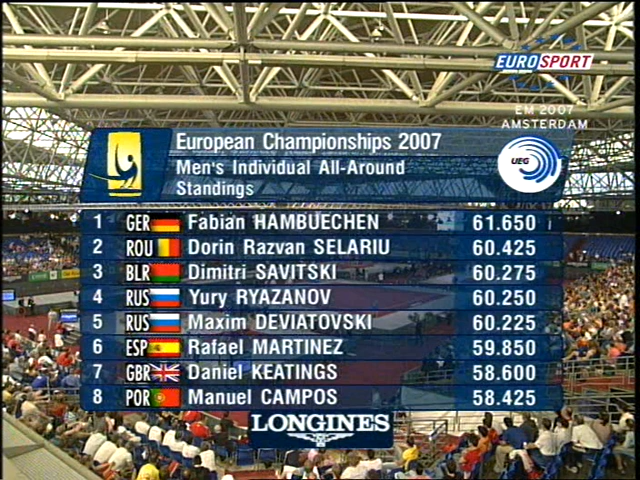 EUROSPORT
EM 2007
AMSTERDAM
European Championships 2007
Men's Individual All-Around
Standings
UEG
1 GER Fabian HAMBUECHEN 61.650
2 ROU Dorin Razvan SELARIU 60.425
3 BLR Dimitri SAVITSKI 60.275
4 RUS Yury RYAZANOV 60.250
5 RUS Maxim DEVIATOVSKI 60.225
6 ESP Rafael MARTINEZ 59.850
7 GBR Daniel KEATINGS 58.600
8 POR Manuel CAMPOS 58.425
LONGINES